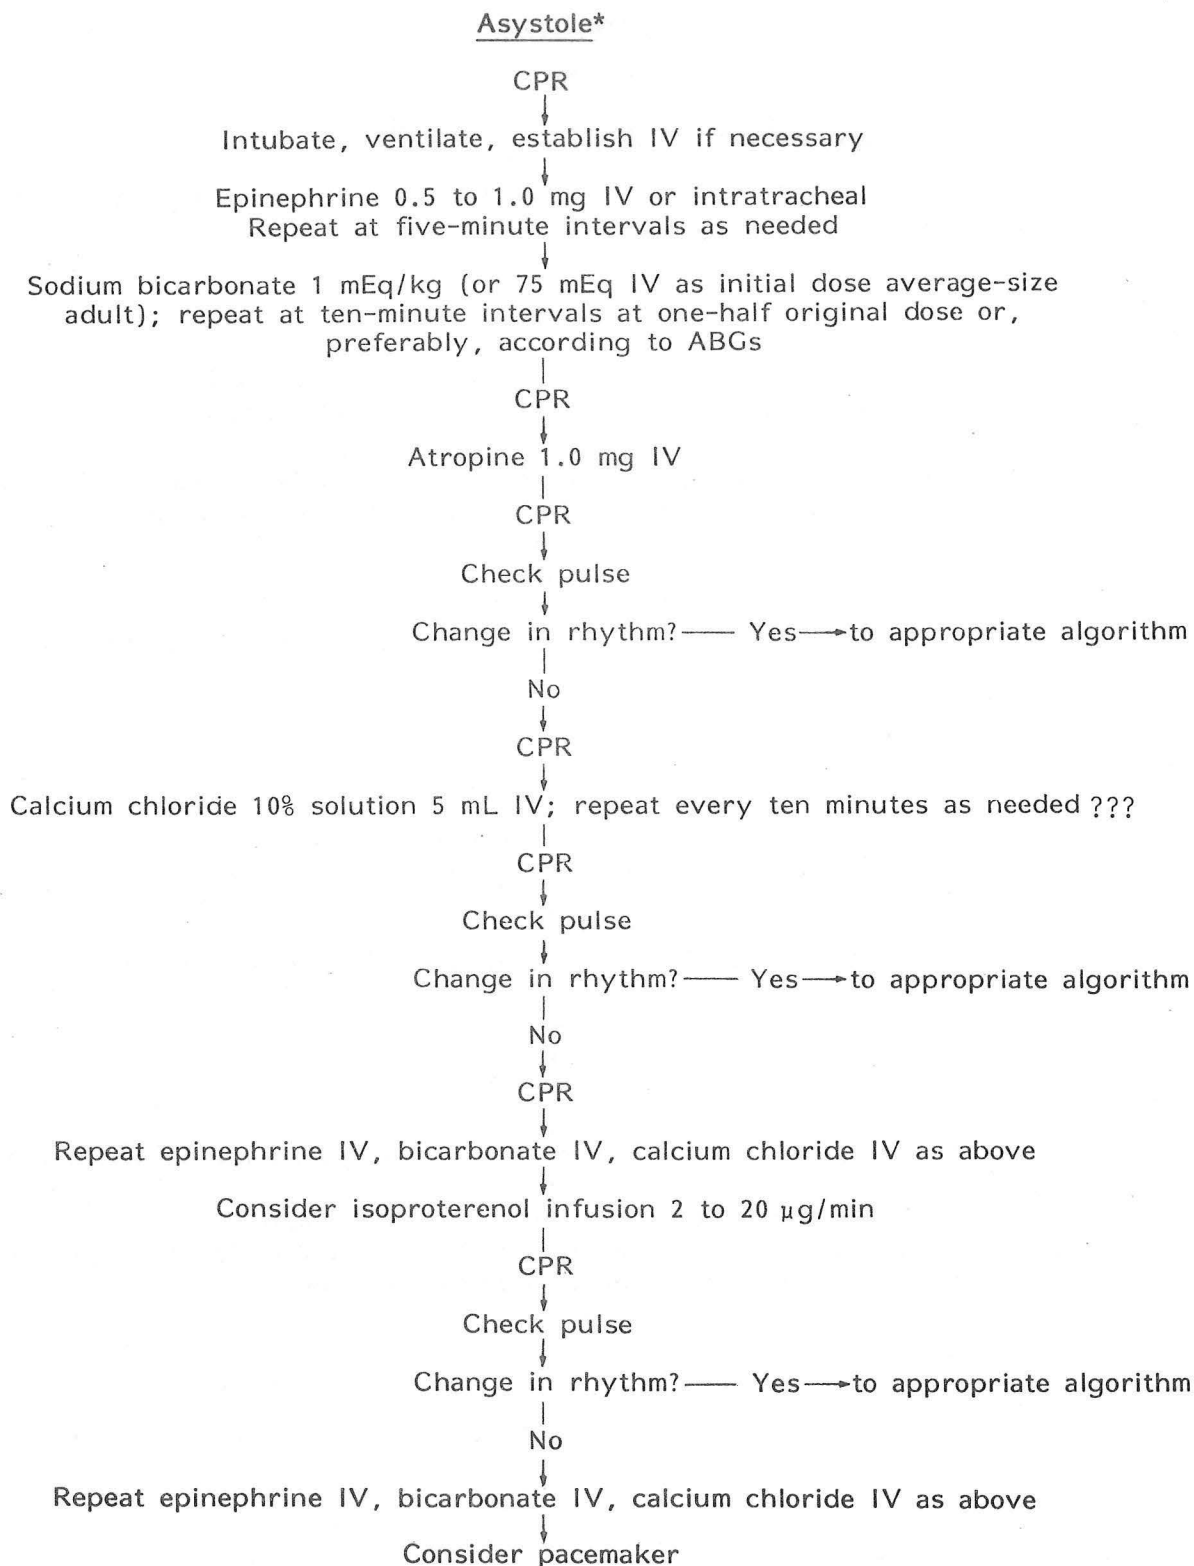 Asystole*
CPR
Intubate, ventilate, establish IV if necessary
Epinephrine 0.5 to 1.0 mg IV or intratracheal
Repeat at five-minute intervals as needed
Sodium bicarbonate 1 mEq/kg (or 75 mEq IV as initial dose average-size
adult); repeat at ten-minute intervals at one-half original dose or,
preferably, according to ABGs
CPR
Atropine 1.0 mg IV
CPR
Check pulse
Change in rhythm? Yes to appropriate algorithm
No
CPR
Calcium chloride 10% solution 5 mL IV; repeat every ten minutes as needed ???
CPR
Check pulse
Change in rhythm? Yes to appropriate algorithm
No
CPR
Repeat epinephrine IV, bicarbonate IV, calcium chloride IV as above
Consider isoproterenol infusion 2 to 20 μg/min
CPR
Check pulse
Change in rhythm? Yes to appropriate algorithm
No
Repeat epinephrine IV, bicarbonate IV, calcium chloride IV as above
Consider pacemaker